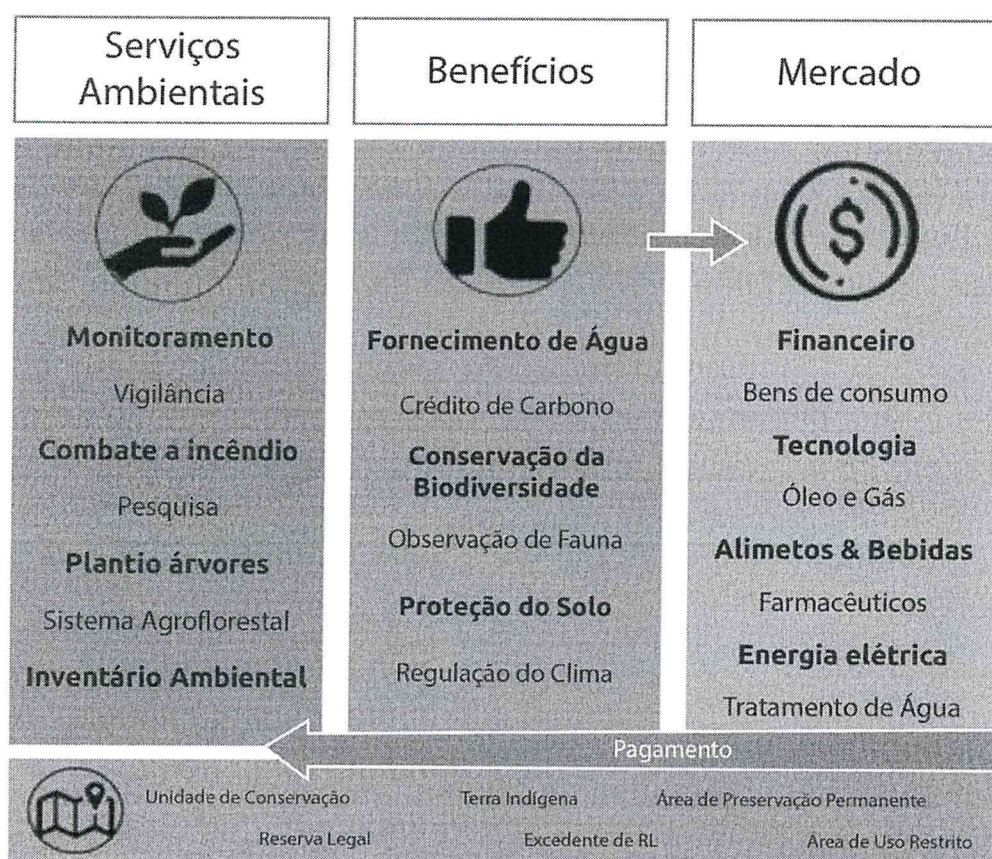 Serviços
Ambientais
Benefícios
Mercado
$
Monitoramento
Vigilância
Combate a incêndio
Pesquisa
Plantio árvores
Sistema Agroflorestal
Inventário Ambiental
Fornecimento de Água
Crédito de Carbono
Conservação da
Biodiversidade
Observação de Fauna
Proteção do Solo
Regulação do Clima
Financeiro
Bens de consumo
Tecnologia
Óleo e Gás
Alimetos & Bebidas
Farmacêuticos
Energia elétrica
Tratamento de Água
Pagamento
Unidade de Conservação
Terra Indígena
Área de Preservação Permanente
Reserva Legal
Excedente de RL
Área de Uso Restrito